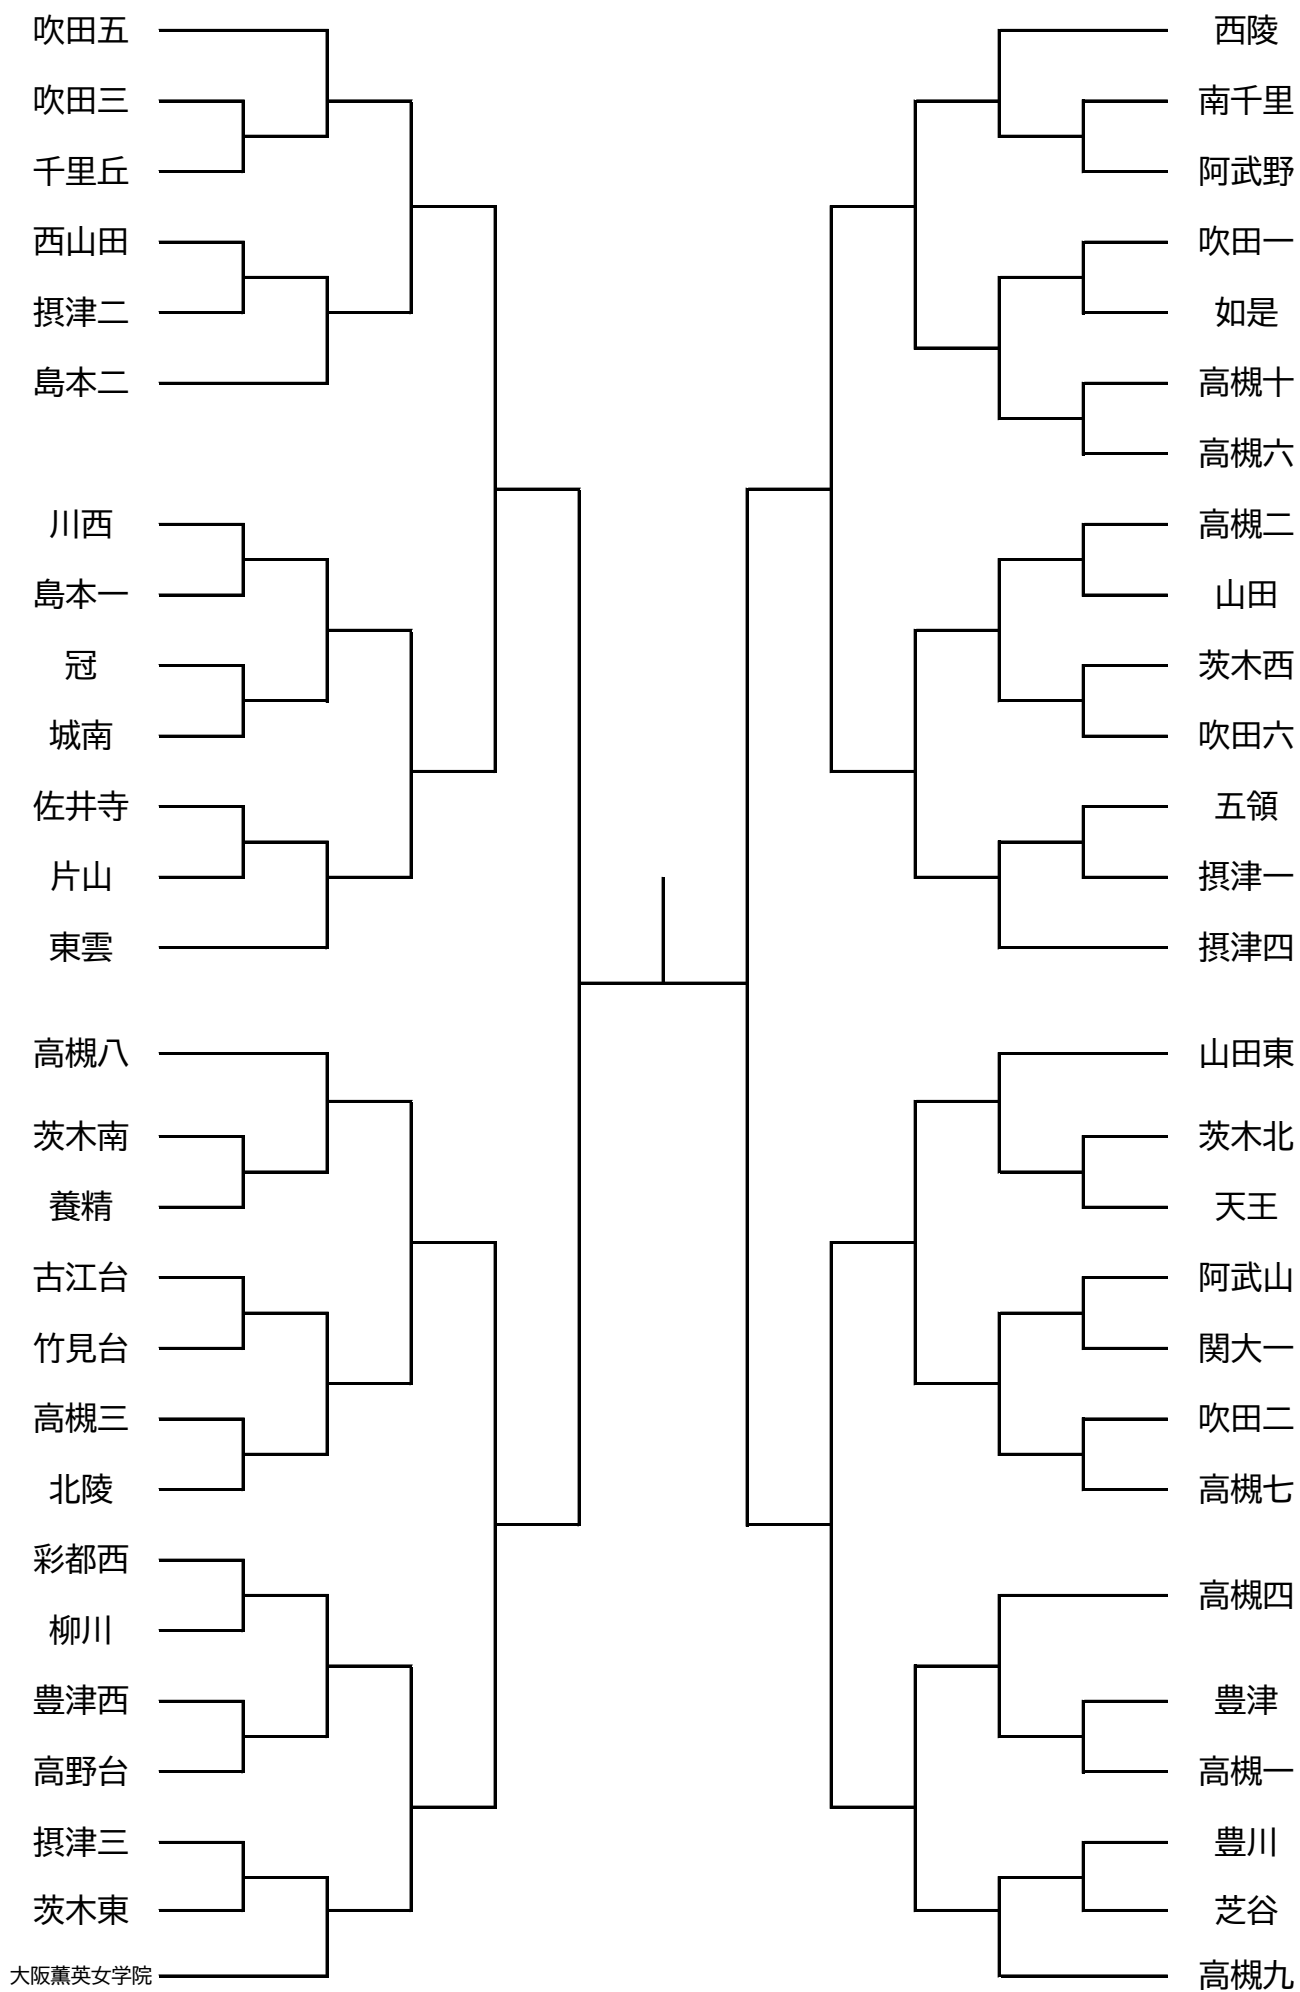 吹田五
吹田三
千里丘
西山田
摂津二
島本二
川西
島本一
冠
城南
佐井寺
片山
東雲
高槻八
茨木南
養精
古江台
竹見台
高槻三
北陵
彩都西
柳川
豊津西
高野台
摂津三
茨木東
大阪薫英女学院
西陵
南千里
阿武野
吹田一
如是
高槻十
高槻六
高槻二
山田
茨木西
吹田六
五領
摂津一
摂津四
山田東
茨木北
天王
阿武山
関大一
吹田二
高槻七
高槻四
豊津
高槻一
豊川
芝谷
高槻九